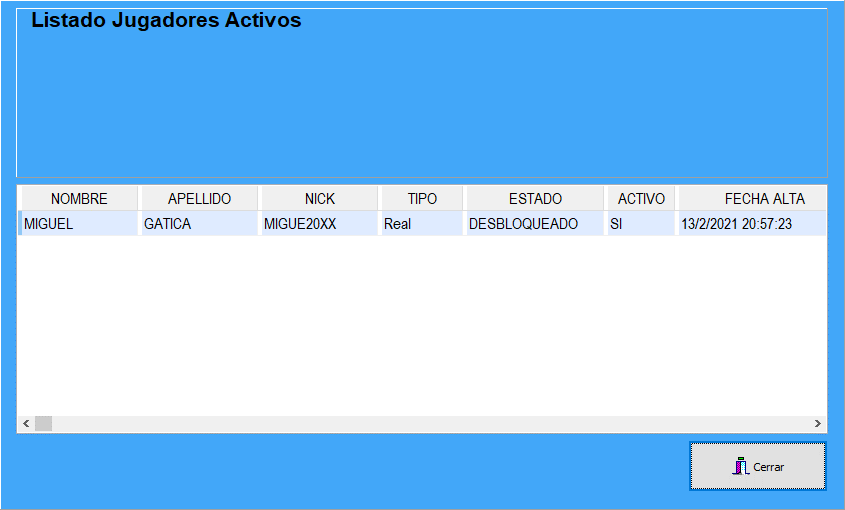 Listado Jugadores Activos
NOMBRE APELLIDO NICK TIPO ESTADO ACTIVO FECHA ALTA
MIGUEL GATICA MIGUE20XX Real DESBLOQUEADO SI 13/2/2021 20:57:23
Cerrar